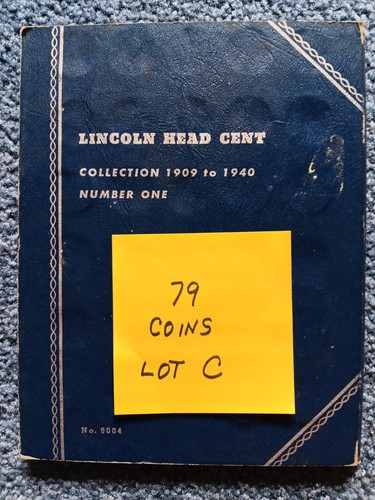 LINCOLN HEAD CENT
COLLECTION 1909 to 1940
NUMBER ONE
79
COINS
LOT C
No. 9004